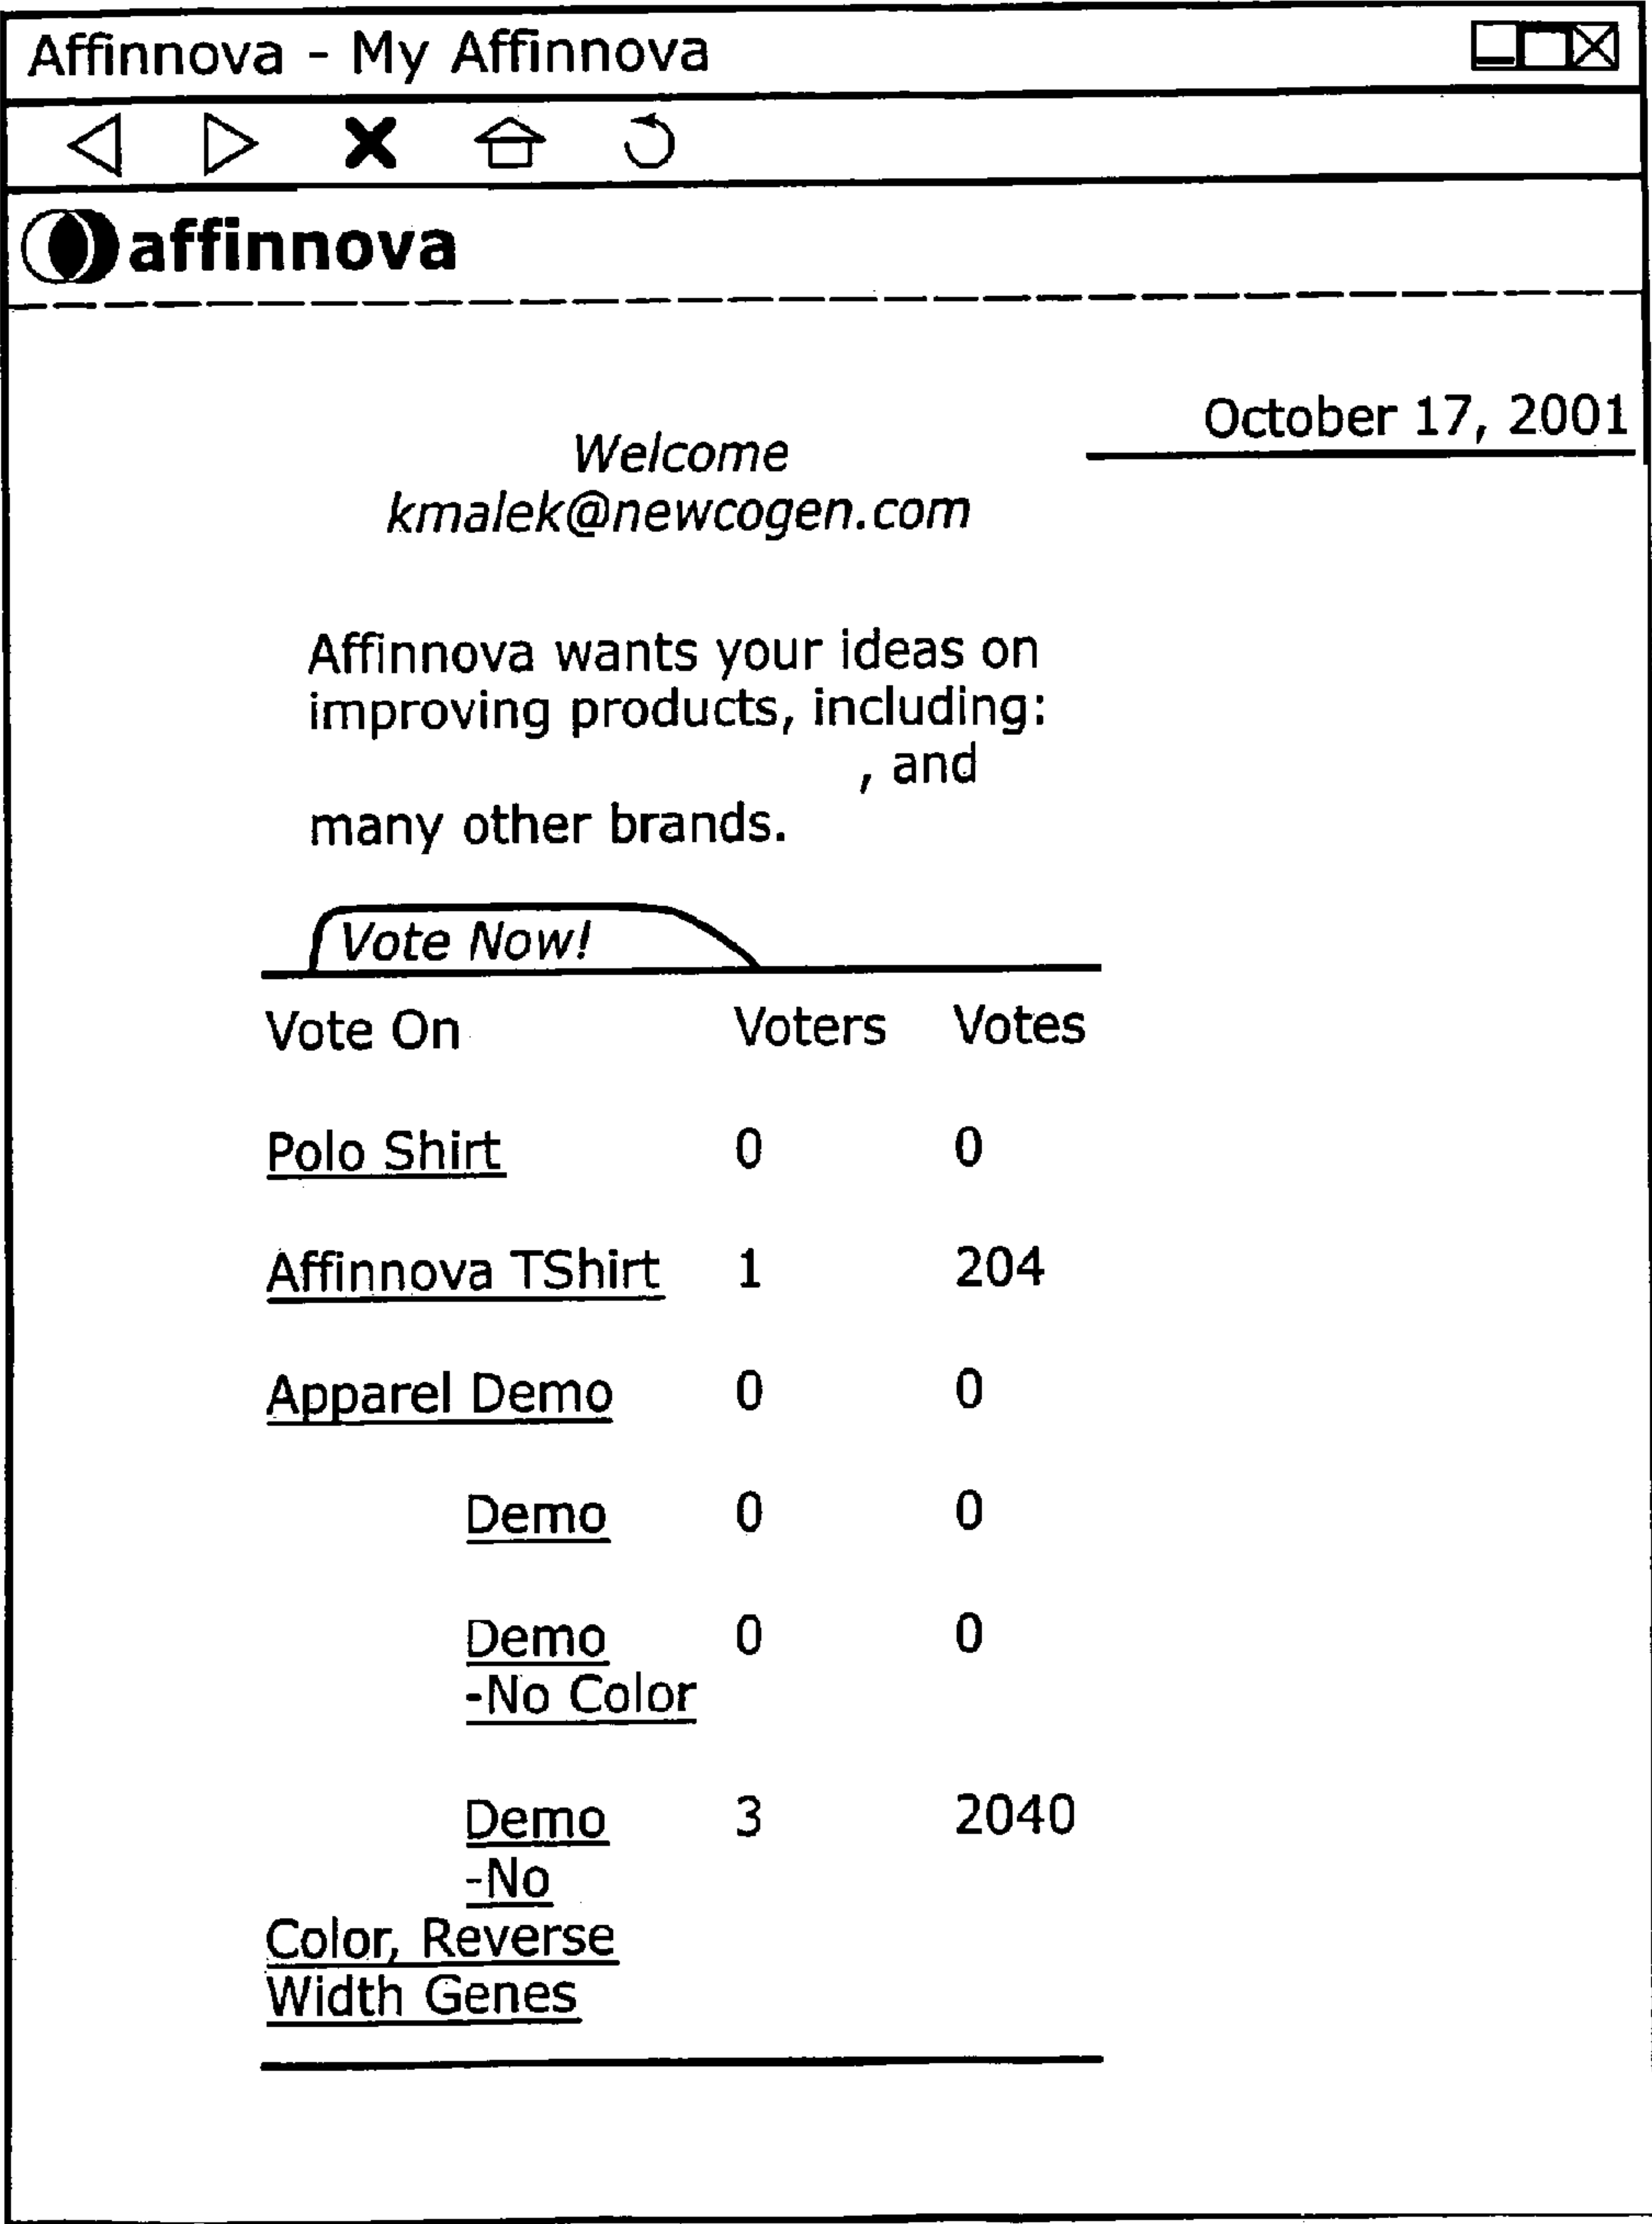 Affinnova - My Affinnova
affinnova
October 17, 2001
Welcome
kmalek@newcogen.com
Affinnova wants your ideas on
improving products, including:
, and
many other brands.
Vote Now!
Vote On Voters Votes
Polo Shirt 0 0
Affinnova TShirt 1 204
Apparel Demo 0 0
Demo 0 0
Demo 0 0
-No Color
Demo 3 2040
-No
Color, Reverse
Width Genes